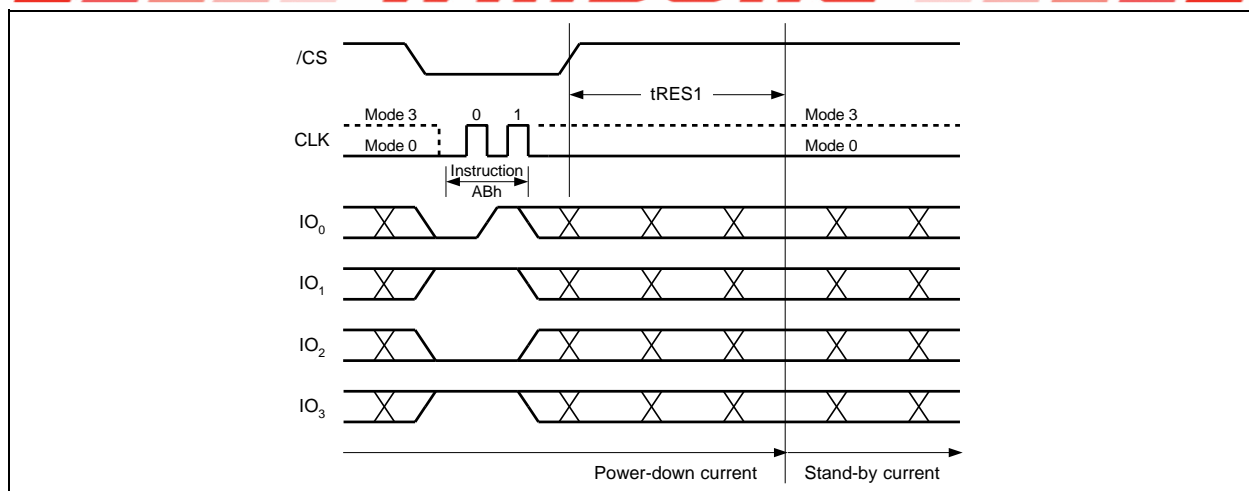 /CS
tRES1
Mode 3 0 1 Mode 3
CLK
Mode 0 Mode 0
Instruction
ABh
IO₀
IO₁
IO₂
IO₃
Power-down current Stand-by current